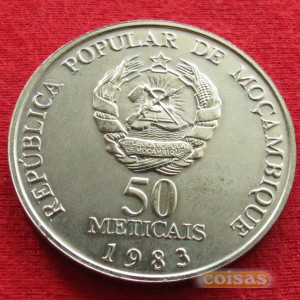 REPÚBLICA POPULAR DE MOÇAMBIQUE
50
METICAIS
1983
coisas